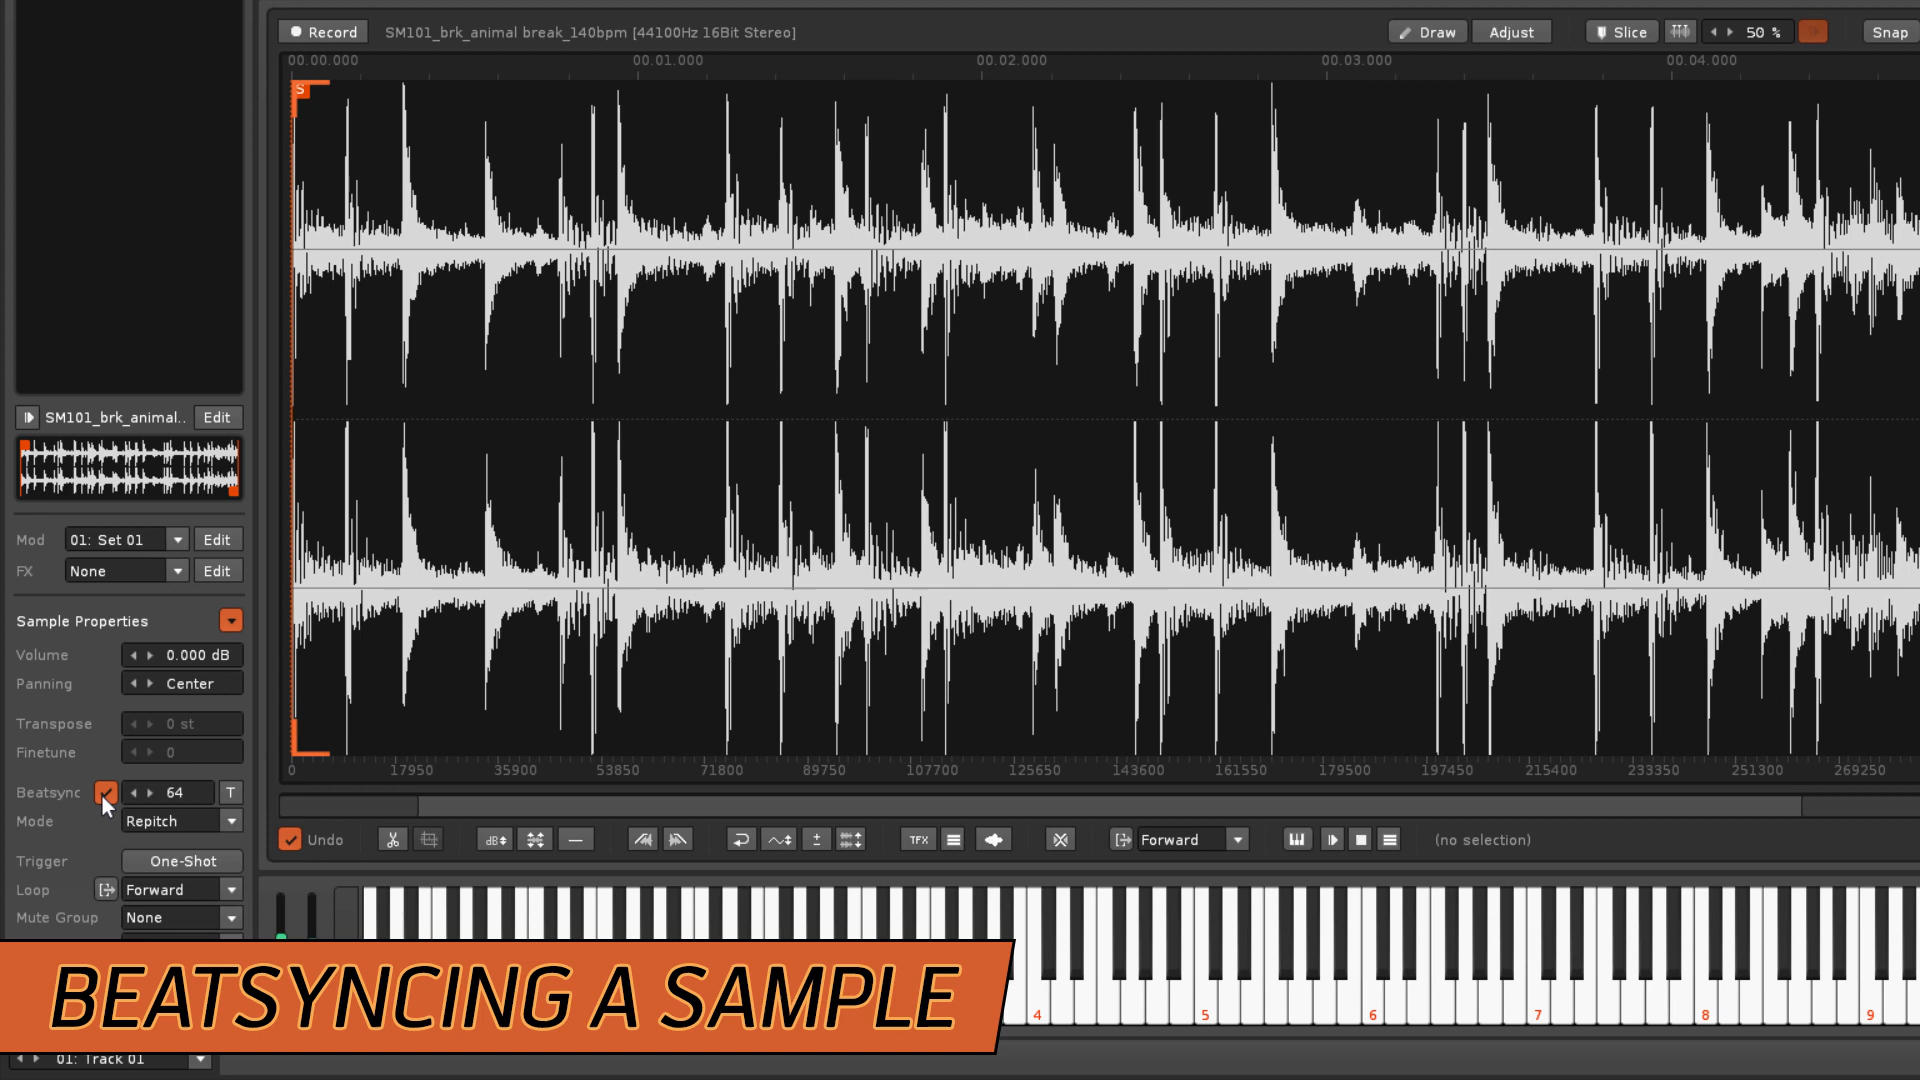 Record SM101_brk_animal break_140bpm [44100Hz 16Bit Stereo] Draw Adjust Slice 50 % Snap
00.00.000 00.01.000 00.02.000 00.03.000 00.04.000
S
SM101_brk_animal.. Edit
Mod 01: Set 01 Edit
FX None Edit
Sample Properties
Volume 0.000 dB
Panning Center
Transpose 0 st
Finetune 0
0 17950 35900 53850 71800 89750 107700 125650 143600 161550 179500 197450 215400 233350 251300 269250
Beatsync 64 T
Mode Repitch
Undo dB TFX Forward (no selection)
Trigger One-Shot
Loop Forward
Mute Group None
BEATSYNCING A SAMPLE
4 5 6 7 8 9
01: Track 01